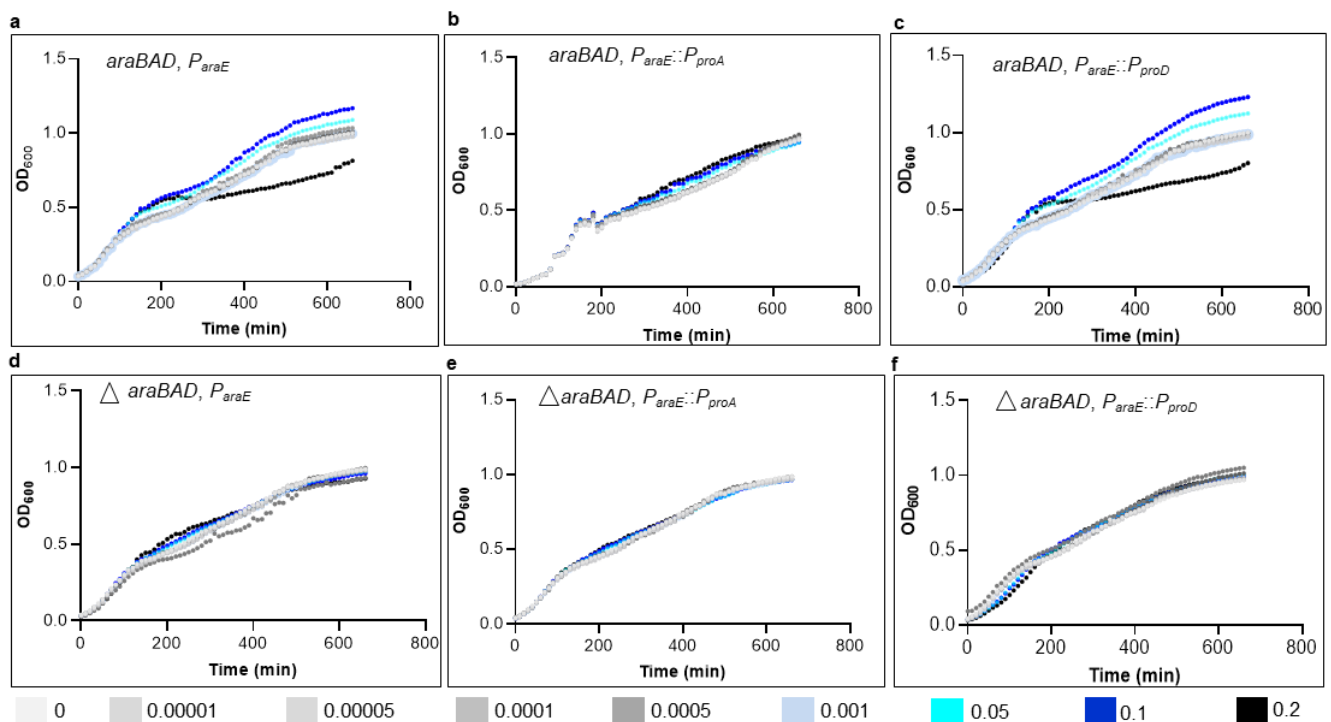 a
araBAD, ParaE
1.5
1.0
0.5
0.0
OD600
0 200 400 600 800
Time (min)
b
araBAD, ParaE::PproA
1.5
1.0
0.5
0.0
OD600
0 200 400 600 800
Time (min)
c
araBAD, ParaE::PproD
1.5
1.0
0.5
0.0
OD600
0 200 400 600 800
Time (min)
d
△ araBAD, ParaE
1.5
1.0
0.5
0.0
OD600
0 200 400 600 800
Time (min)
e
△araBAD, ParaE::PproA
1.5
1.0
0.5
0.0
OD600
0 200 400 600 800
Time (min)
f
△ araBAD, ParaE::PproD
1.5
1.0
0.5
0.0
OD600
0 200 400 600 800
Time (min)
0 0.00001 0.00005 0.0001 0.0005 0.001 0.05 0.1 0.2